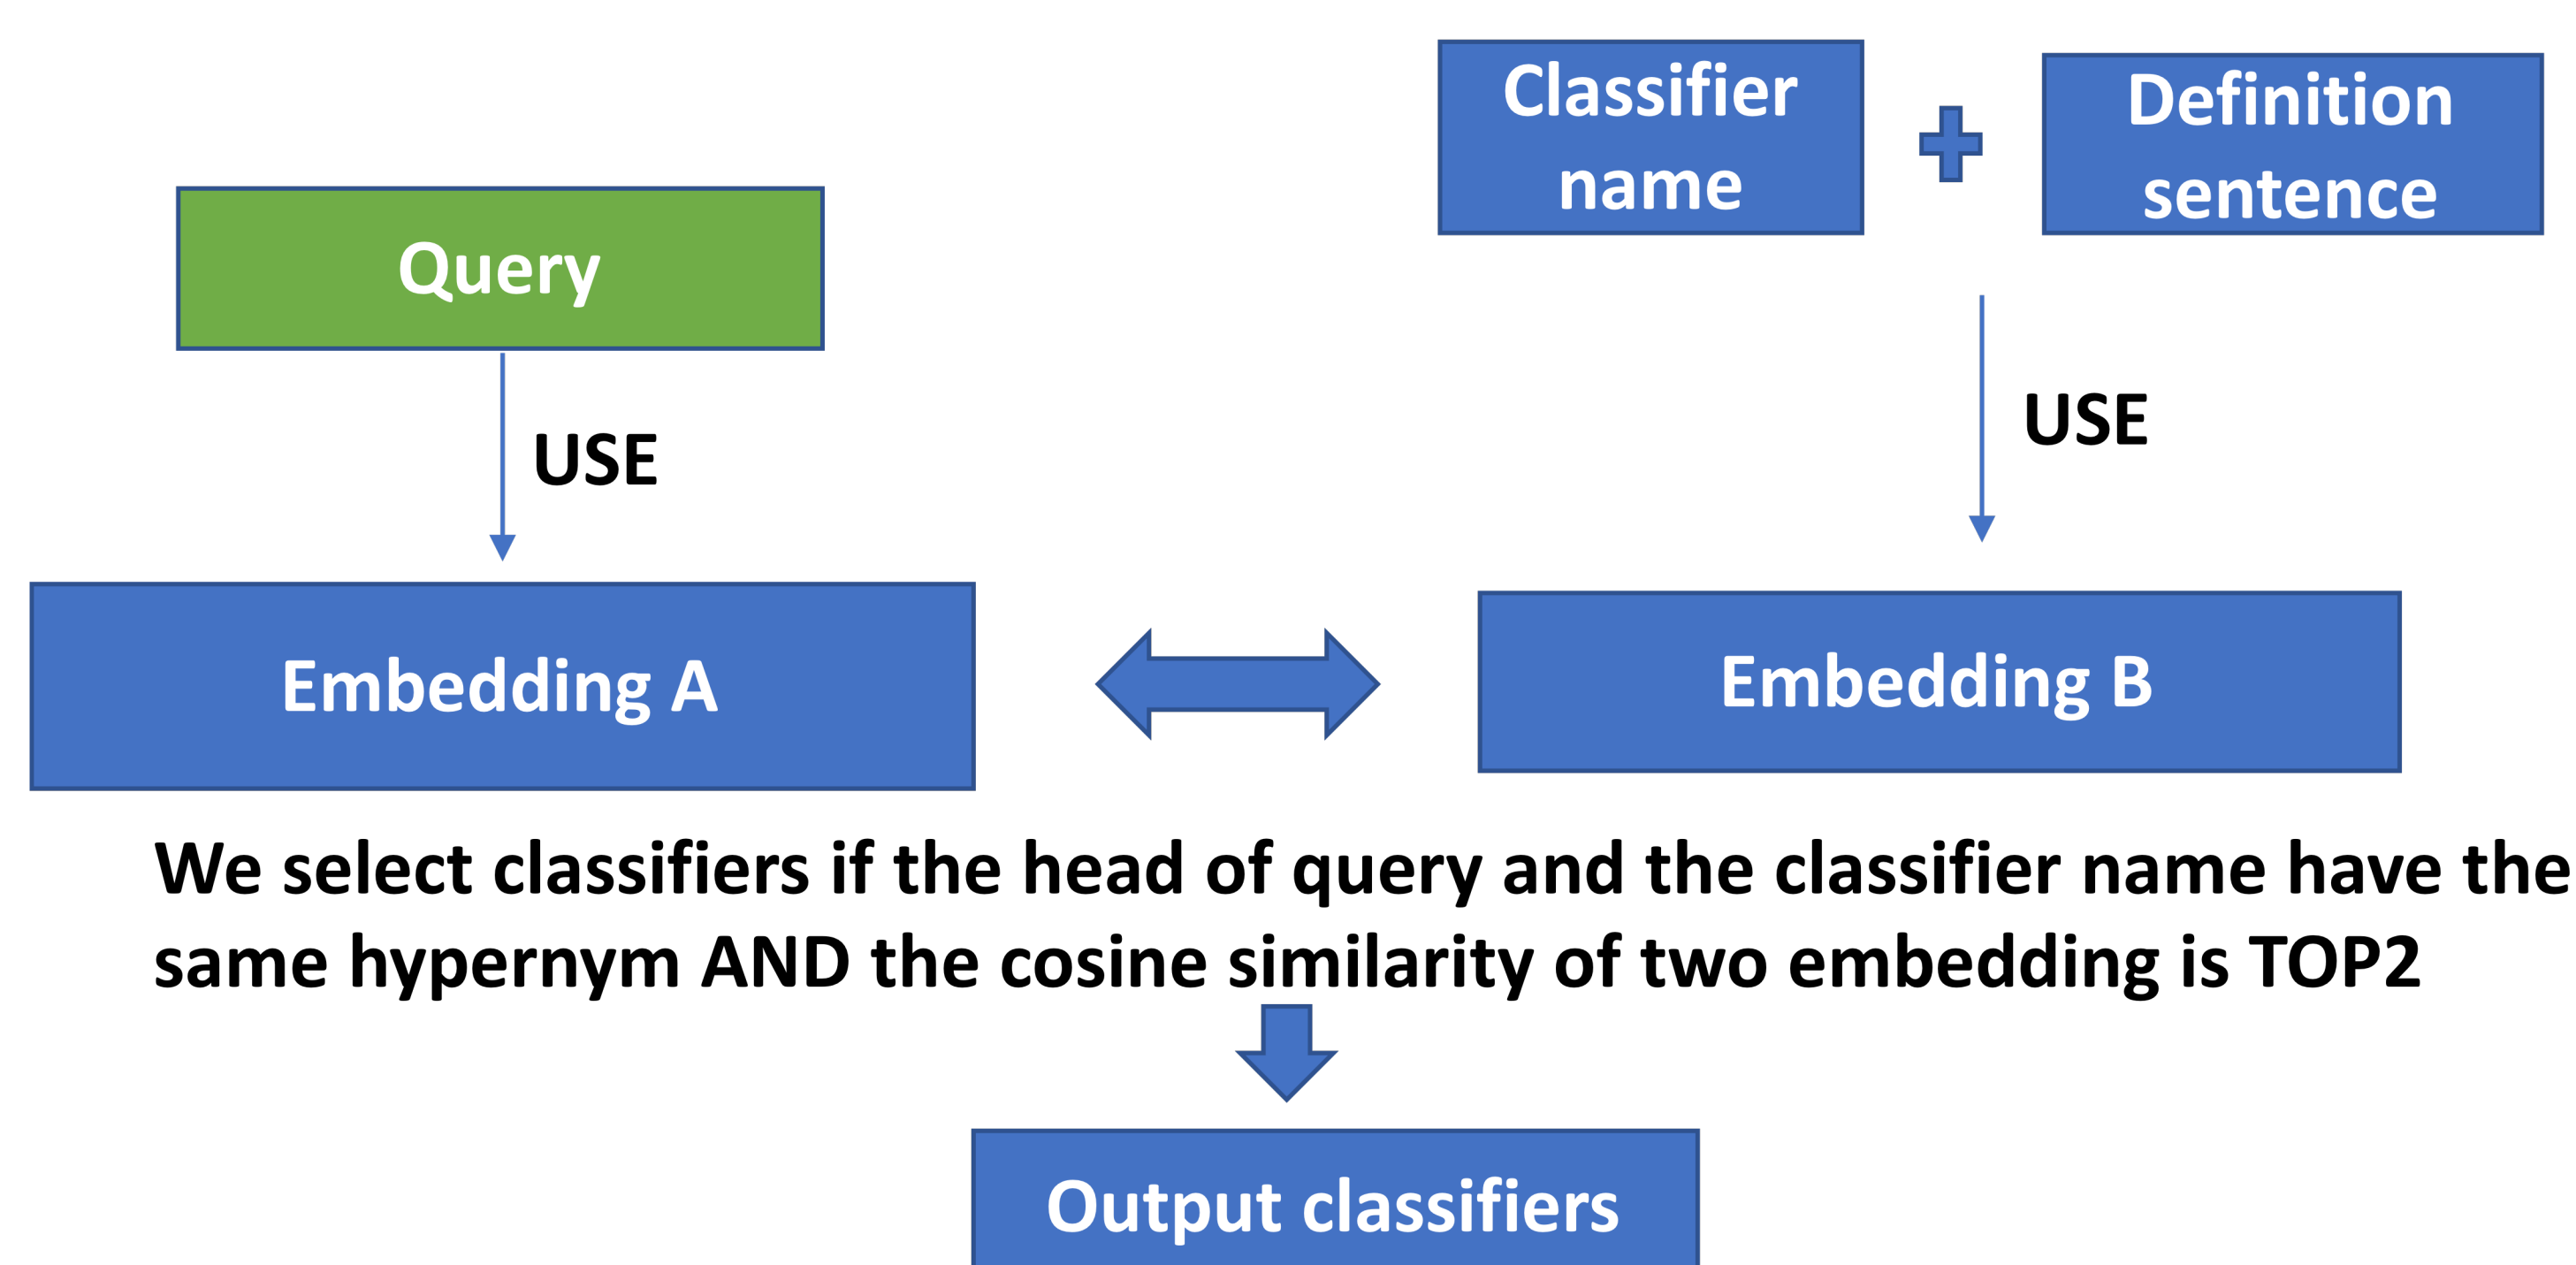 Classifier
name
Definition
sentence
Query
USE
USE
Embedding A
Embedding B
We select classifiers if the head of query and the classifier name have the
same hypernym AND the cosine similarity of two embedding is TOP2
Output classifiers